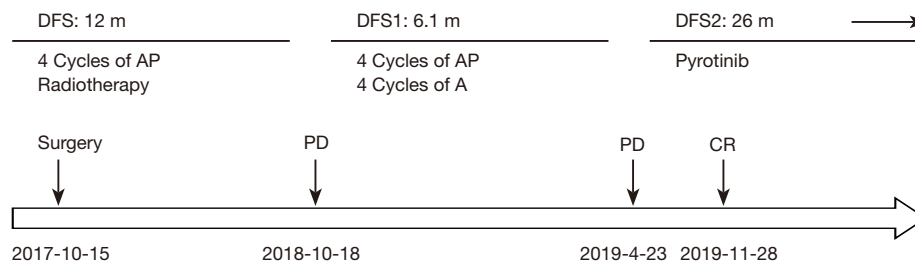 DFS: 12 m
DFS1: 6.1 m
DFS2: 26 m
4 Cycles of AP
Radiotherapy
4 Cycles of AP
4 Cycles of A
Pyrotinib
Surgery
PD
PD
CR
2017-10-15
2018-10-18
2019-4-23
2019-11-28